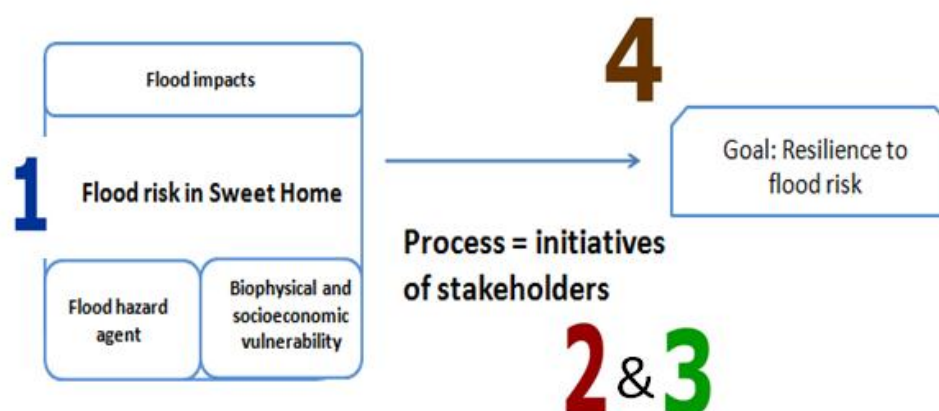 4
Flood impacts
Goal: Resilience to
flood risk
1
Flood risk in Sweet Home
Process = initiatives
of stakeholders
Flood hazard
agent
Biophysical and
socioeconomic
vulnerability
2 & 3